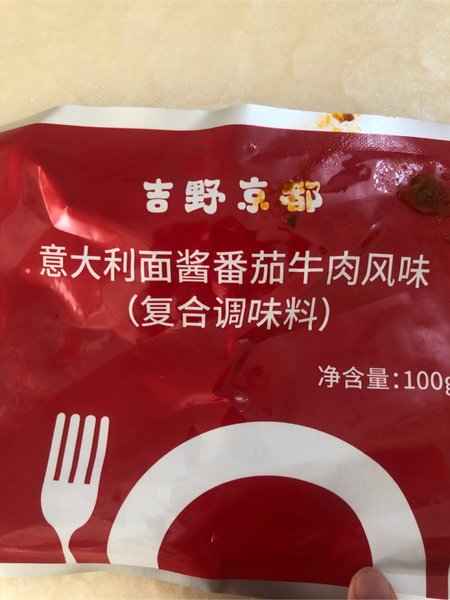 吉野京都
意大利面酱番茄牛肉风味
（复合调味料）
净含量：100g